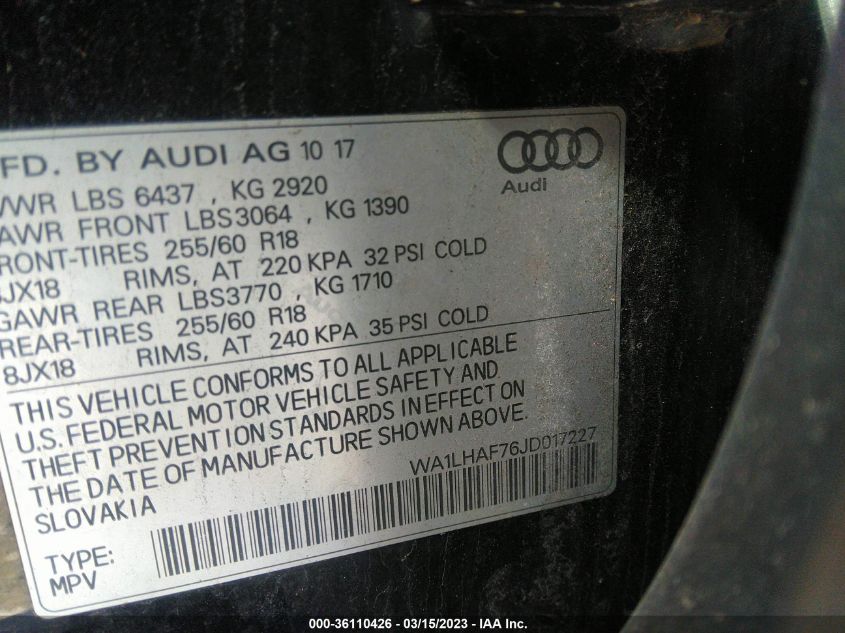 FD. BY AUDI AG 10 17
Audi
VWR LBS 6437 , KG 2920
AWR FRONT LBS3064 , KG 1390
RONT-TIRES 255/60 R18
8JX18 RIMS, AT 220 KPA 32 PSI COLD
GAWR REAR LBS3770 , KG 1710
REAR-TIRES 255/60 R18
8JX18 RIMS, AT 240 KPA 35 PSI COLD
THIS VEHICLE CONFORMS TO ALL APPLICABLE
U.S. FEDERAL MOTOR VEHICLE SAFETY AND
THEFT PREVENTION STANDARDS IN EFFECT ON
THE DATE OF MANUFACTURE SHOWN ABOVE.
SLOVAKIA
WA1LHAF76JD017227
TYPE:
MPV
000-36110426 - 03/15/2023 - IAA Inc.